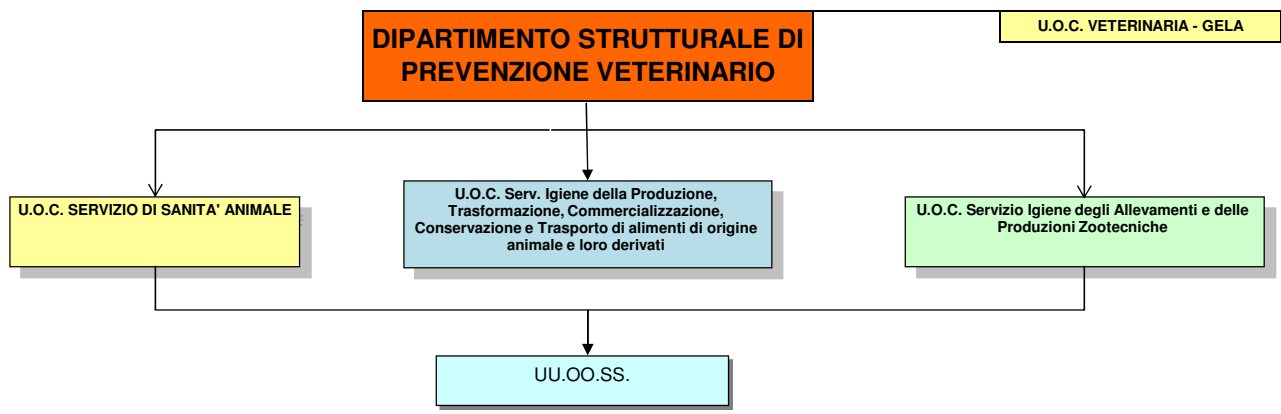 DIPARTIMENTO STRUTTURALE DI
PREVENZIONE VETERINARIO
U.O.C. VETERINARIA - GELA
U.O.C. SERVIZIO DI SANITA' ANIMALE
U.O.C. Serv. Igiene della Produzione,
Trasformazione, Commercializzazione,
Conservazione e Trasporto di alimenti di origine
animale e loro derivati
U.O.C. Servizio Igiene degli Allevamenti e delle
Produzioni Zootecniche
UU.OO.SS.